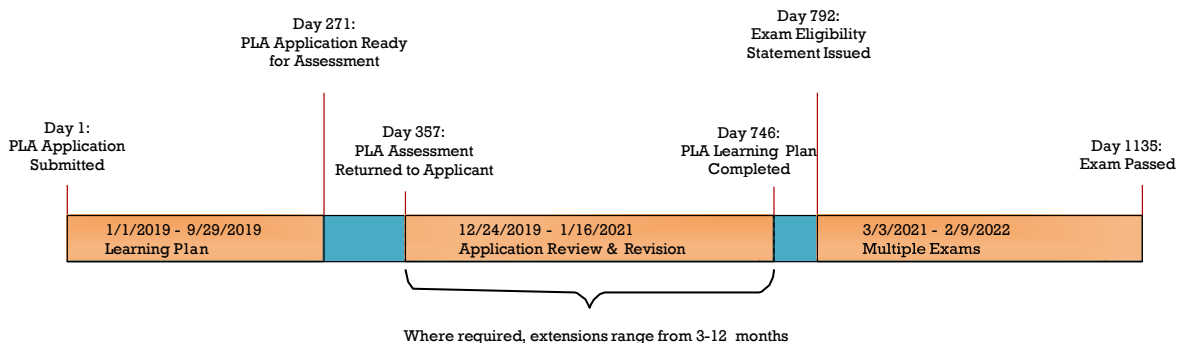 Day 1:
PLA Application
Submitted
Day 271:
PLA Application Ready
for Assessment
Day 357:
PLA Assessment
Returned to Applicant
Day 746:
PLA Learning Plan
Completed
Day 792:
Exam Eligibility
Statement Issued
Day 1135:
Exam Passed
1/1/2019 - 9/29/2019
Learning Plan
12/24/2019 - 1/16/2021
Application Review & Revision
3/3/2021 - 2/9/2022
Multiple Exams
Where required, extensions range from 3-12 months